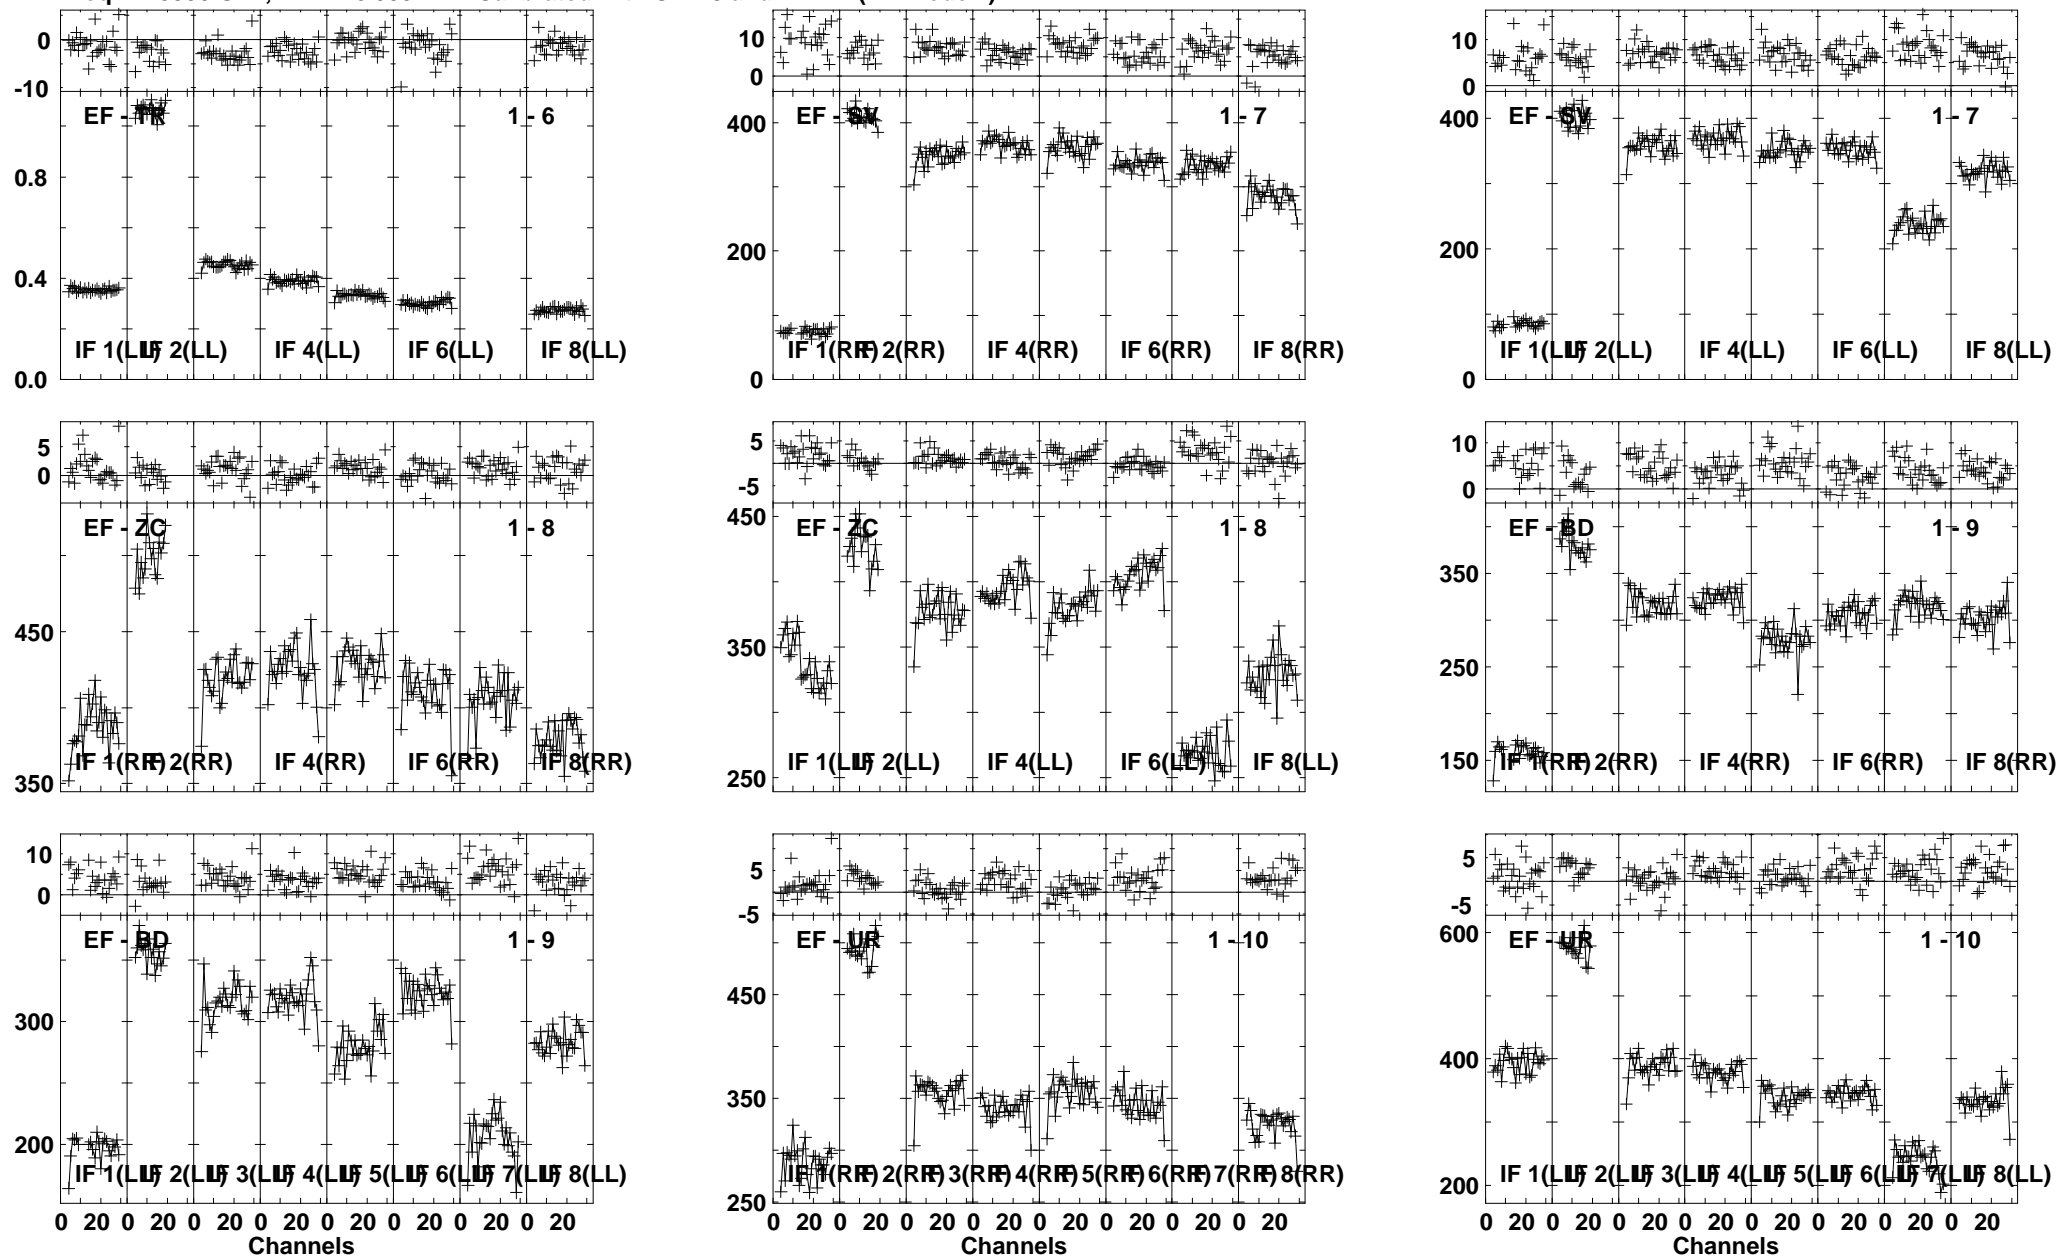 0
-10
EF - TR
1 - 6
0.8
0.4
0.0
IF 1(LL)
IF 2(LL)
IF 4(LL)
IF 6(LL)
IF 8(LL)
10
0
EF - SV
1 - 7
400
200
0
IF 1(RR)
IF 2(RR)
IF 4(RR)
IF 6(RR)
IF 8(RR)
10
0
EF - SV
1 - 7
400
200
0
IF 1(LL)
IF 2(LL)
IF 4(LL)
IF 6(LL)
IF 8(LL)
5
0
EF - ZC
1 - 8
450
350
IF 1(RR)
IF 2(RR)
IF 4(RR)
IF 6(RR)
IF 8(RR)
5
-5
EF - ZC
1 - 8
450
350
250
IF 1(LL)
IF 2(LL)
IF 4(LL)
IF 6(LL)
IF 8(LL)
10
0
EF - BD
1 - 9
350
250
150
IF 1(RR)
IF 2(RR)
IF 4(RR)
IF 6(RR)
IF 8(RR)
10
0
EF - BD
1 - 9
300
200
IF 1(LL)
IF 2(LL)
IF 3(LL)
IF 4(LL)
IF 5(LL)
IF 6(LL)
IF 7(LL)
IF 8(LL)
0 20 0 20 0 20 0 20 0 20 0 20 0 20 0 20
Channels
5
-5
EF - UR
1 - 10
450
350
250
IF 1(RR)
IF 2(RR)
IF 3(RR)
IF 4(RR)
IF 5(RR)
IF 6(RR)
IF 7(RR)
IF 8(RR)
0 20 0 20 0 20 0 20 0 20 0 20 0 20 0 20
Channels
5
-5
EF - UR
1 - 10
600
400
200
IF 1(LL)
IF 2(LL)
IF 3(LL)
IF 4(LL)
IF 5(LL)
IF 6(LL)
IF 7(LL)
IF 8(LL)
0 20 0 20 0 20 0 20 0 20 0 20 0 20 0 20
Channels